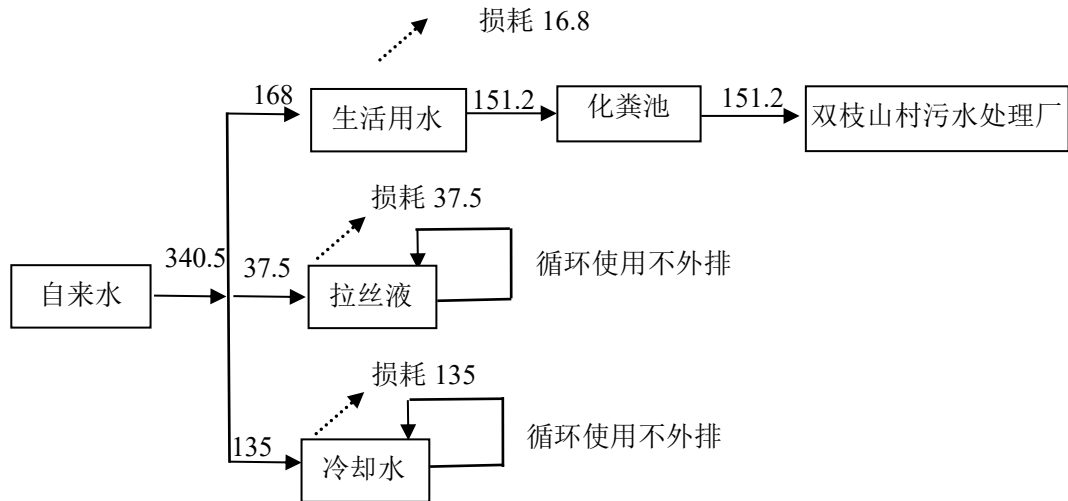 损耗 16.8
168
生活用水
151.2
化粪池
151.2
双枝山村污水处理厂
损耗 37.5
340.5
37.5
自来水
拉丝液
循环使用不外排
损耗 135
135
冷却水
循环使用不外排